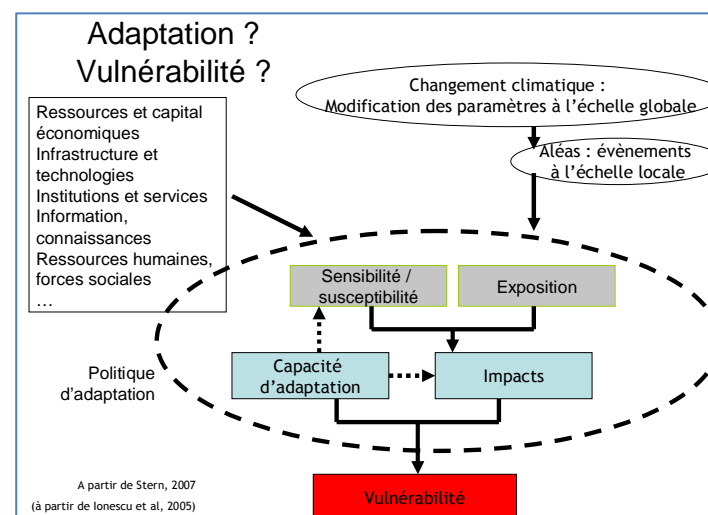 Adaptation ?
Vulnérabilité ?
Changement climatique :
Modification des paramètres à l'échelle globale
Ressources et capital
économiques
Infrastructure et
technologies
Institutions et services
Information,
connaissances
Ressources humaines,
forces sociales
…
Aléas : évènements
à l'échelle locale
Sensibilité /
susceptibilité
Exposition
Politique
d'adaptation
Capacité
d'adaptation
Impacts
Vulnérabilité
A partir de Stern, 2007
(à partir de Ionescu et al, 2005)